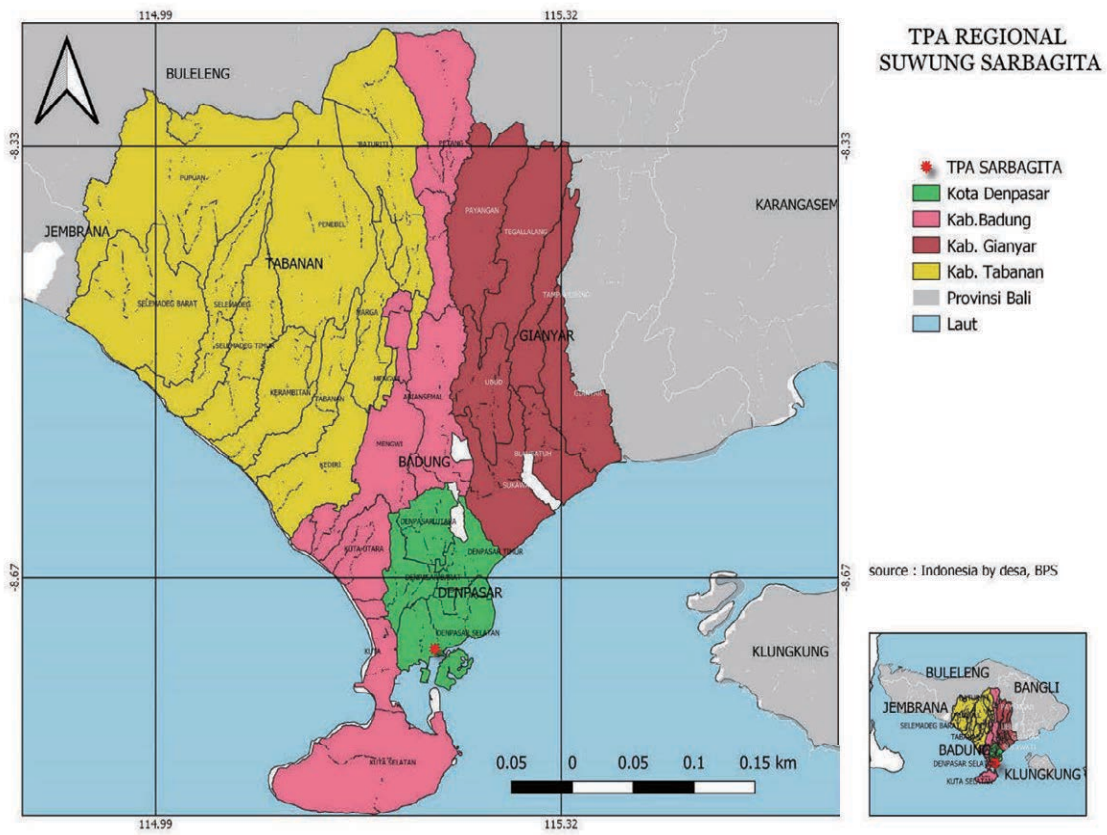 114.99
115.32
TPA REGIONAL
SUWUNG SARBAGITA
BULELENG
-8.33
-8.33
PETANG
BATURITI
PUPUAN
TPA SARBAGITA
Kota Denpasar
Kab.Badung
Kab. Gianyar
Kab. Tabanan
Provinsi Bali
Laut
KARANGASEM
PAYANGAN
TEGALLALANG
JEMBRANA
PENEBEL
TABANAN
SELEMADEG BARAT
SELEMADEG
MARGA
GIANYAR
SELEMADEG TIMUR
UBUD
KERAMBITAN
TABANAN
ABIANSEMAL
MENGWI
BADUNG
KEDIRI
DENPASAR UTARA
KUTA UTARA
DENPASAR TIMUR
-8.67
-8.67
source : Indonesia by desa, BPS
DENPASAR BARAT
DENPASAR
DENPASAR SELATAN
KUTA
KLUNGKUNG
KUTA SELATAN
0.05
0
0.05
0.1
0.15 km
114.99
115.32
BULELENG
BANGLI
JEMBRANA
SELEMADEG BARA
BADUNG
DENPASAR SELAT
KLUNGKUNG
KUTA SELATAN